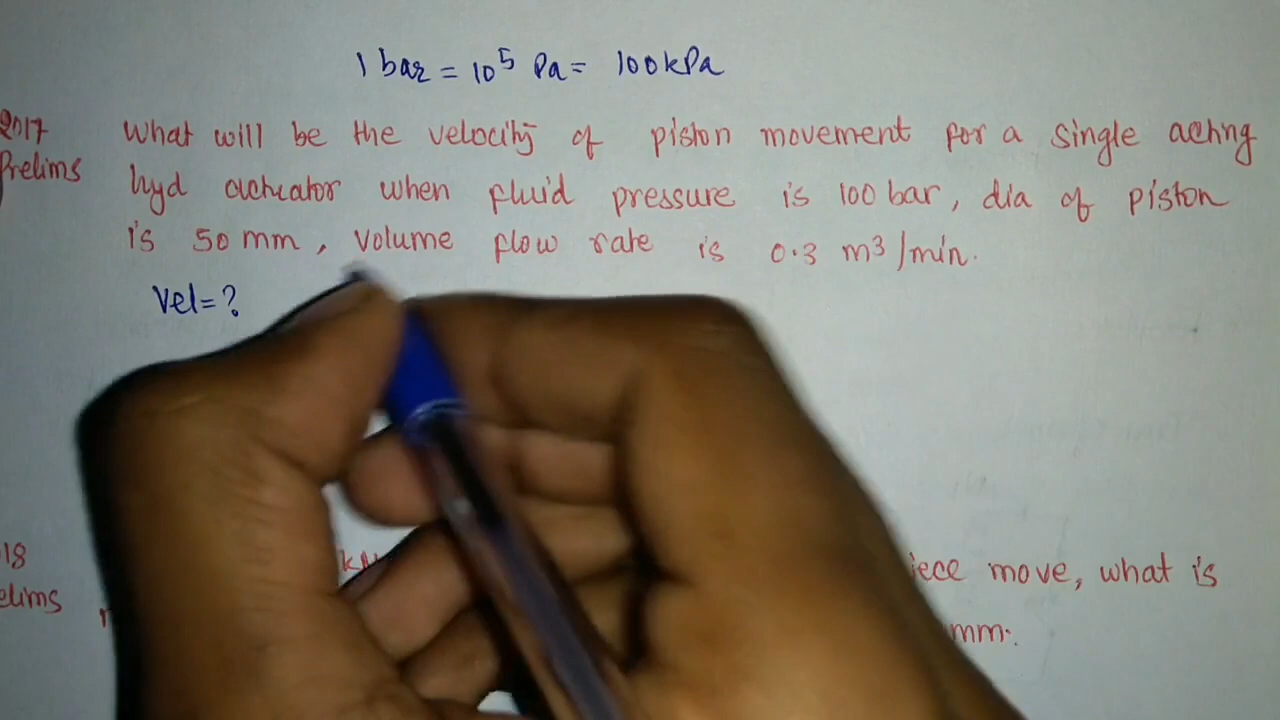 1 bar = 10⁵ Pa = 100kPa
2017 What will be the velocity of piston movement for a single acting
Prelims hyd actuator when fluid pressure is 100 bar, dia of piston
is 50 mm, volume flow rate is 0.3 m³/min.
Vel=?
18 move, what is
mm.